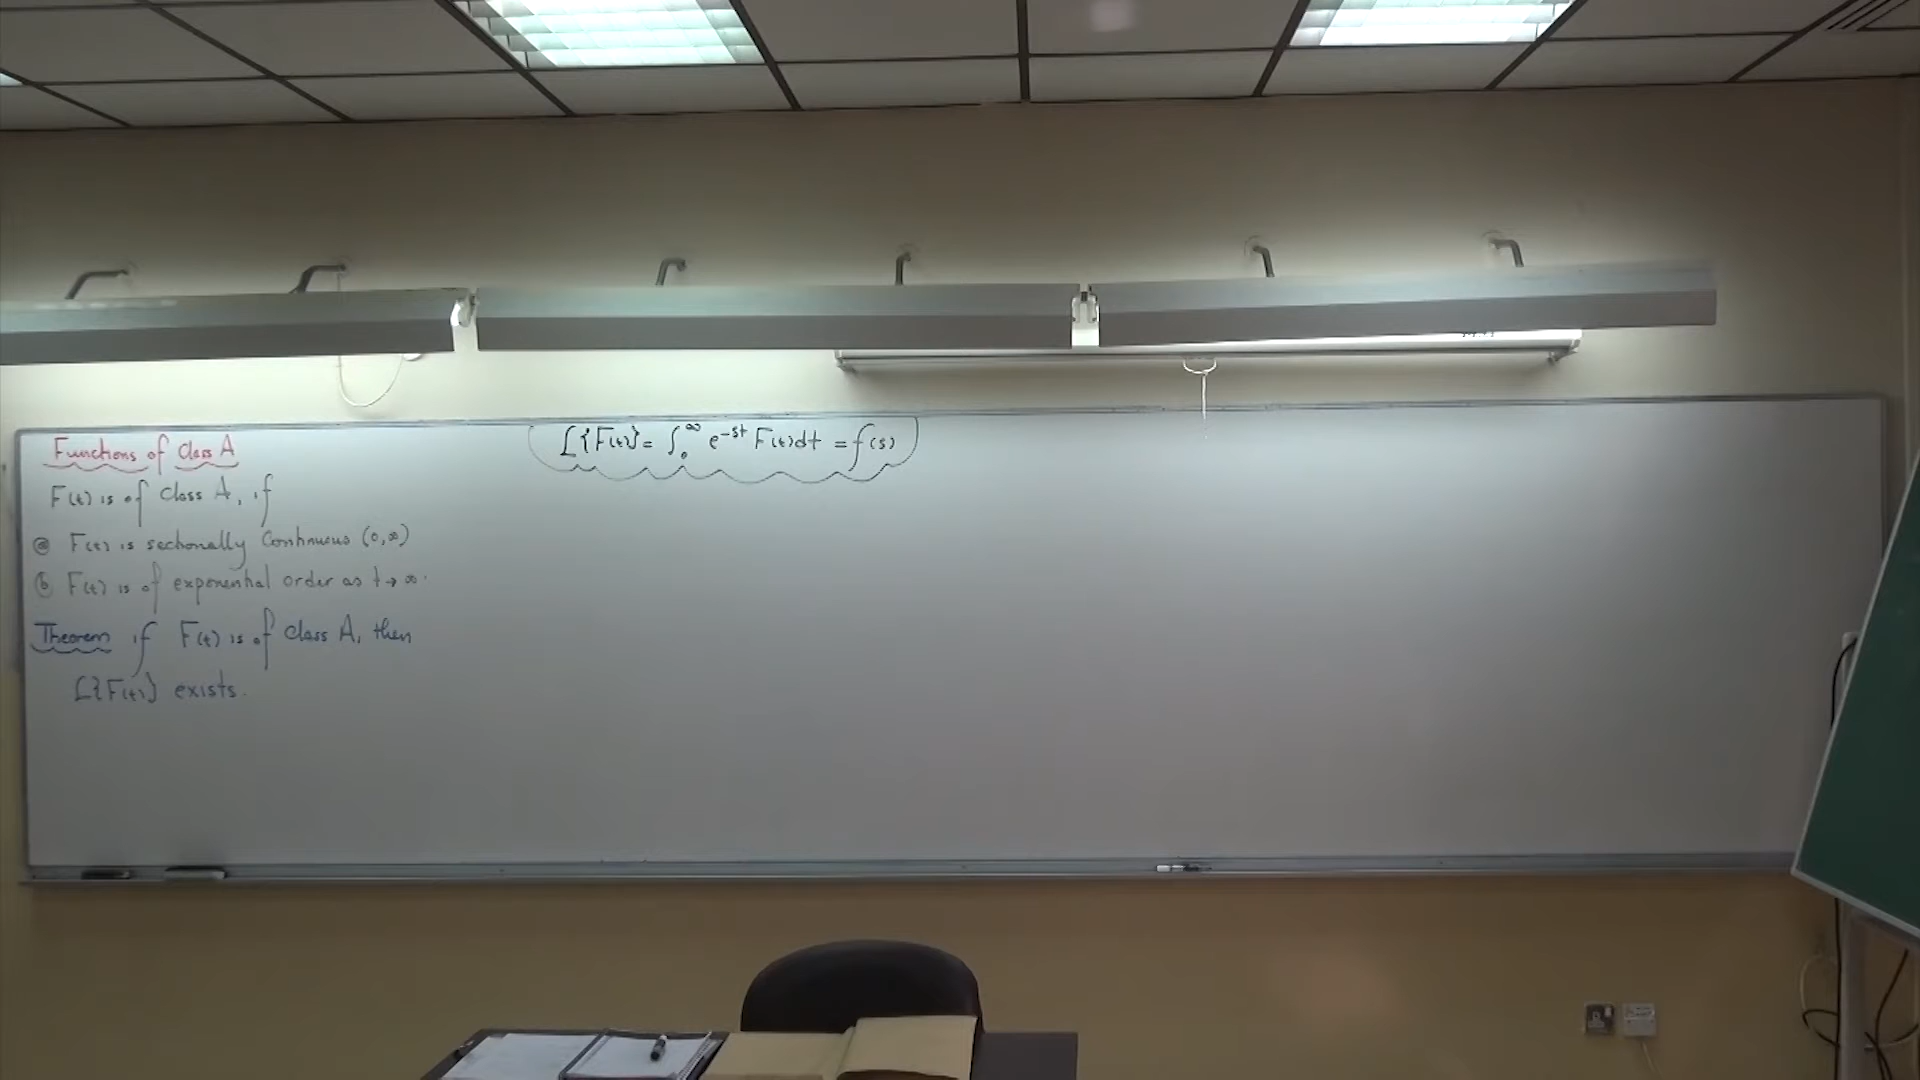 Functions of Class A
F(t) is of Class A, if
ⓐ F(t) is sectionally Continuous (0,∞)
ⓑ F(t) is of exponential order as t→∞.
Theorem if F(t) is of class A, then
L{F(t)} exists.
L{F(t)} = ∫₀^∞ e^-st F(t)dt = f(s)